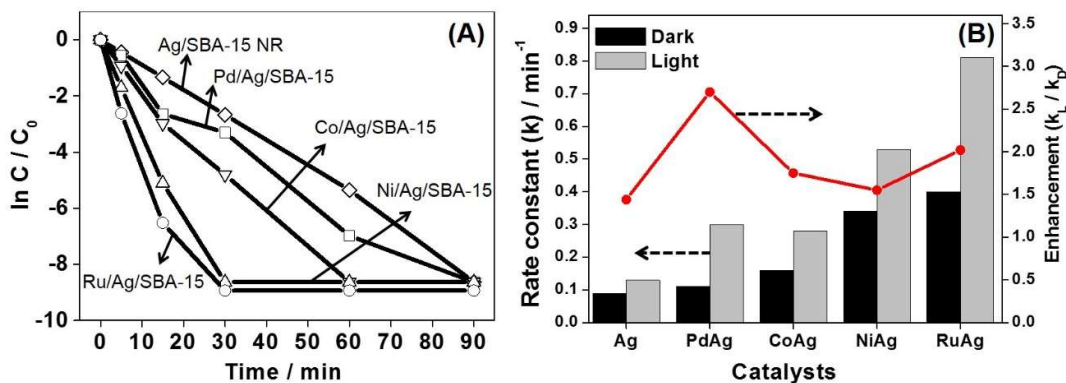 (A)
Ag/SBA-15 NR
Pd/Ag/SBA-15
Co/Ag/SBA-15
Ni/Ag/SBA-15
Ru/Ag/SBA-15
ln C / C0
0
-2
-4
-6
-8
-10
0 10 20 30 40 50 60 70 80 90
Time / min
(B)
Dark
Light
Rate constant (k) / min-1
0.9
0.8
0.7
0.6
0.5
0.4
0.3
0.2
0.1
0.0
Ag PdAg CoAg NiAg RuAg
Catalysts
3.5
3.0
2.5
2.0
1.5
1.0
0.5
0.0
Enhancement (kL / kD)